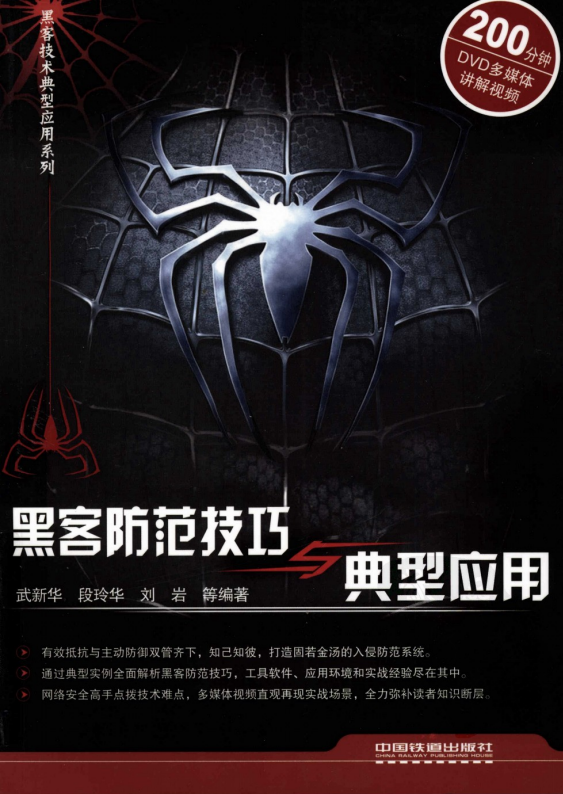 黑客技术典型应用系列
200分钟
DVD多媒体
讲解视频
黑客防范技巧
与典型应用
武新华 段玲华 刘 岩 等编著
有效抵抗与主动防御双管齐下，知己知彼，打造固若金汤的入侵防范系统。
通过典型实例全面解析黑客防范技巧，工具软件、应用环境和实战经验尽在其中。
网络安全高手点拨技术难点，多媒体视频直观再现实战场景，全力弥补读者知识断层。
中国铁道出版社
CHINA RAILWAY PUBLISHING HOUSE